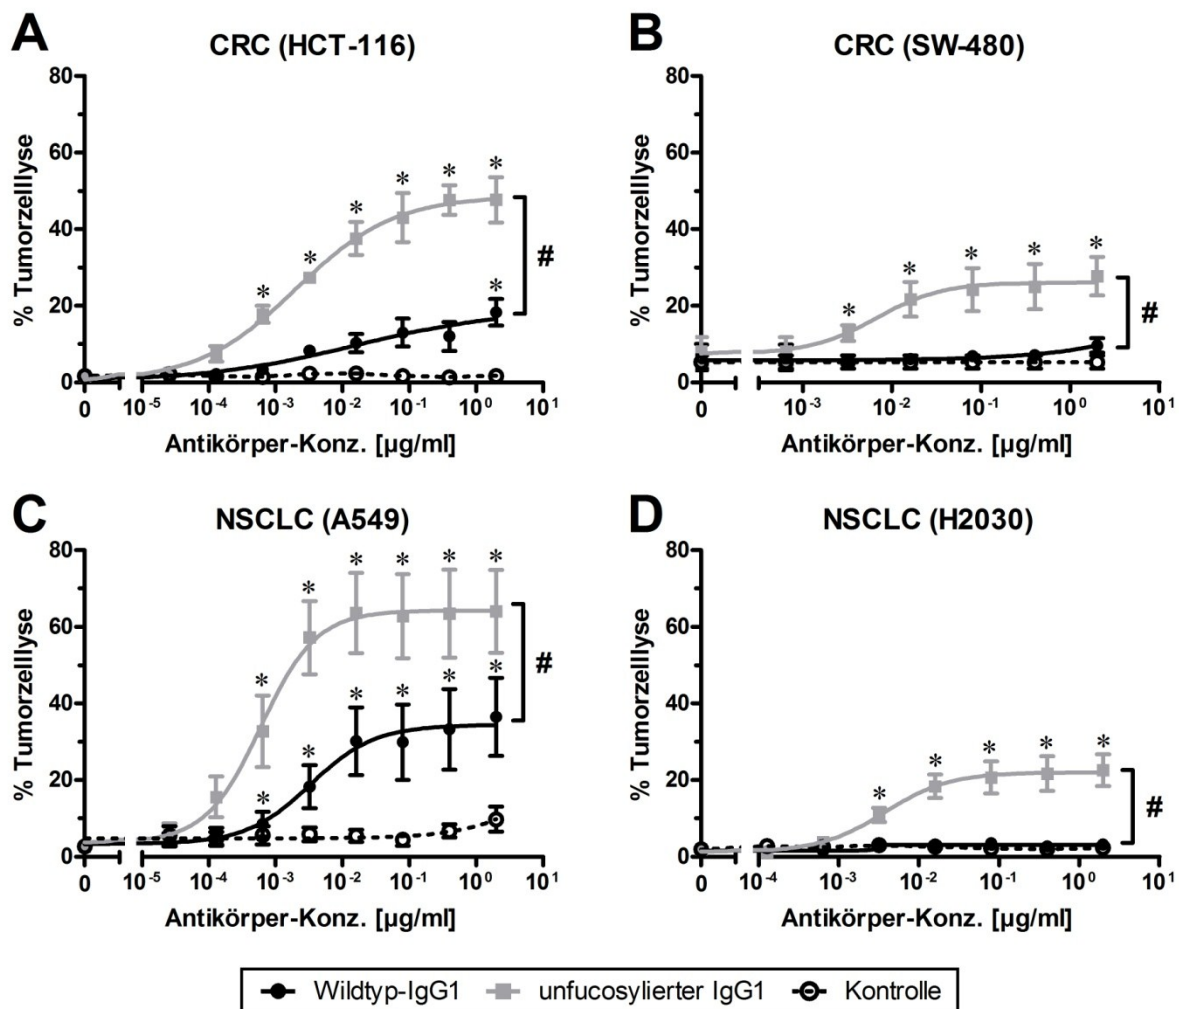 A
CRC (HCT-116)
% Tumorzelllyse
80
60
40
20
0
* * * * * *
*
#
0 10⁻⁵ 10⁻⁴ 10⁻³ 10⁻² 10⁻¹ 10⁰ 10¹
Antikörper-Konz. [µg/ml]
B
CRC (SW-480)
% Tumorzelllyse
80
60
40
20
0
* * * * *
#
0 10⁻³ 10⁻² 10⁻¹ 10⁰ 10¹
Antikörper-Konz. [µg/ml]
C
NSCLC (A549)
% Tumorzelllyse
80
60
40
20
0
* * * * * *
* * * * * *
#
0 10⁻⁵ 10⁻⁴ 10⁻³ 10⁻² 10⁻¹ 10⁰ 10¹
Antikörper-Konz. [µg/ml]
D
NSCLC (H2030)
% Tumorzelllyse
80
60
40
20
0
* * * * *
#
0 10⁻⁴ 10⁻³ 10⁻² 10⁻¹ 10⁰ 10¹
Antikörper-Konz. [µg/ml]
Wildtyp-IgG1 unfucosylierter IgG1 Kontrolle